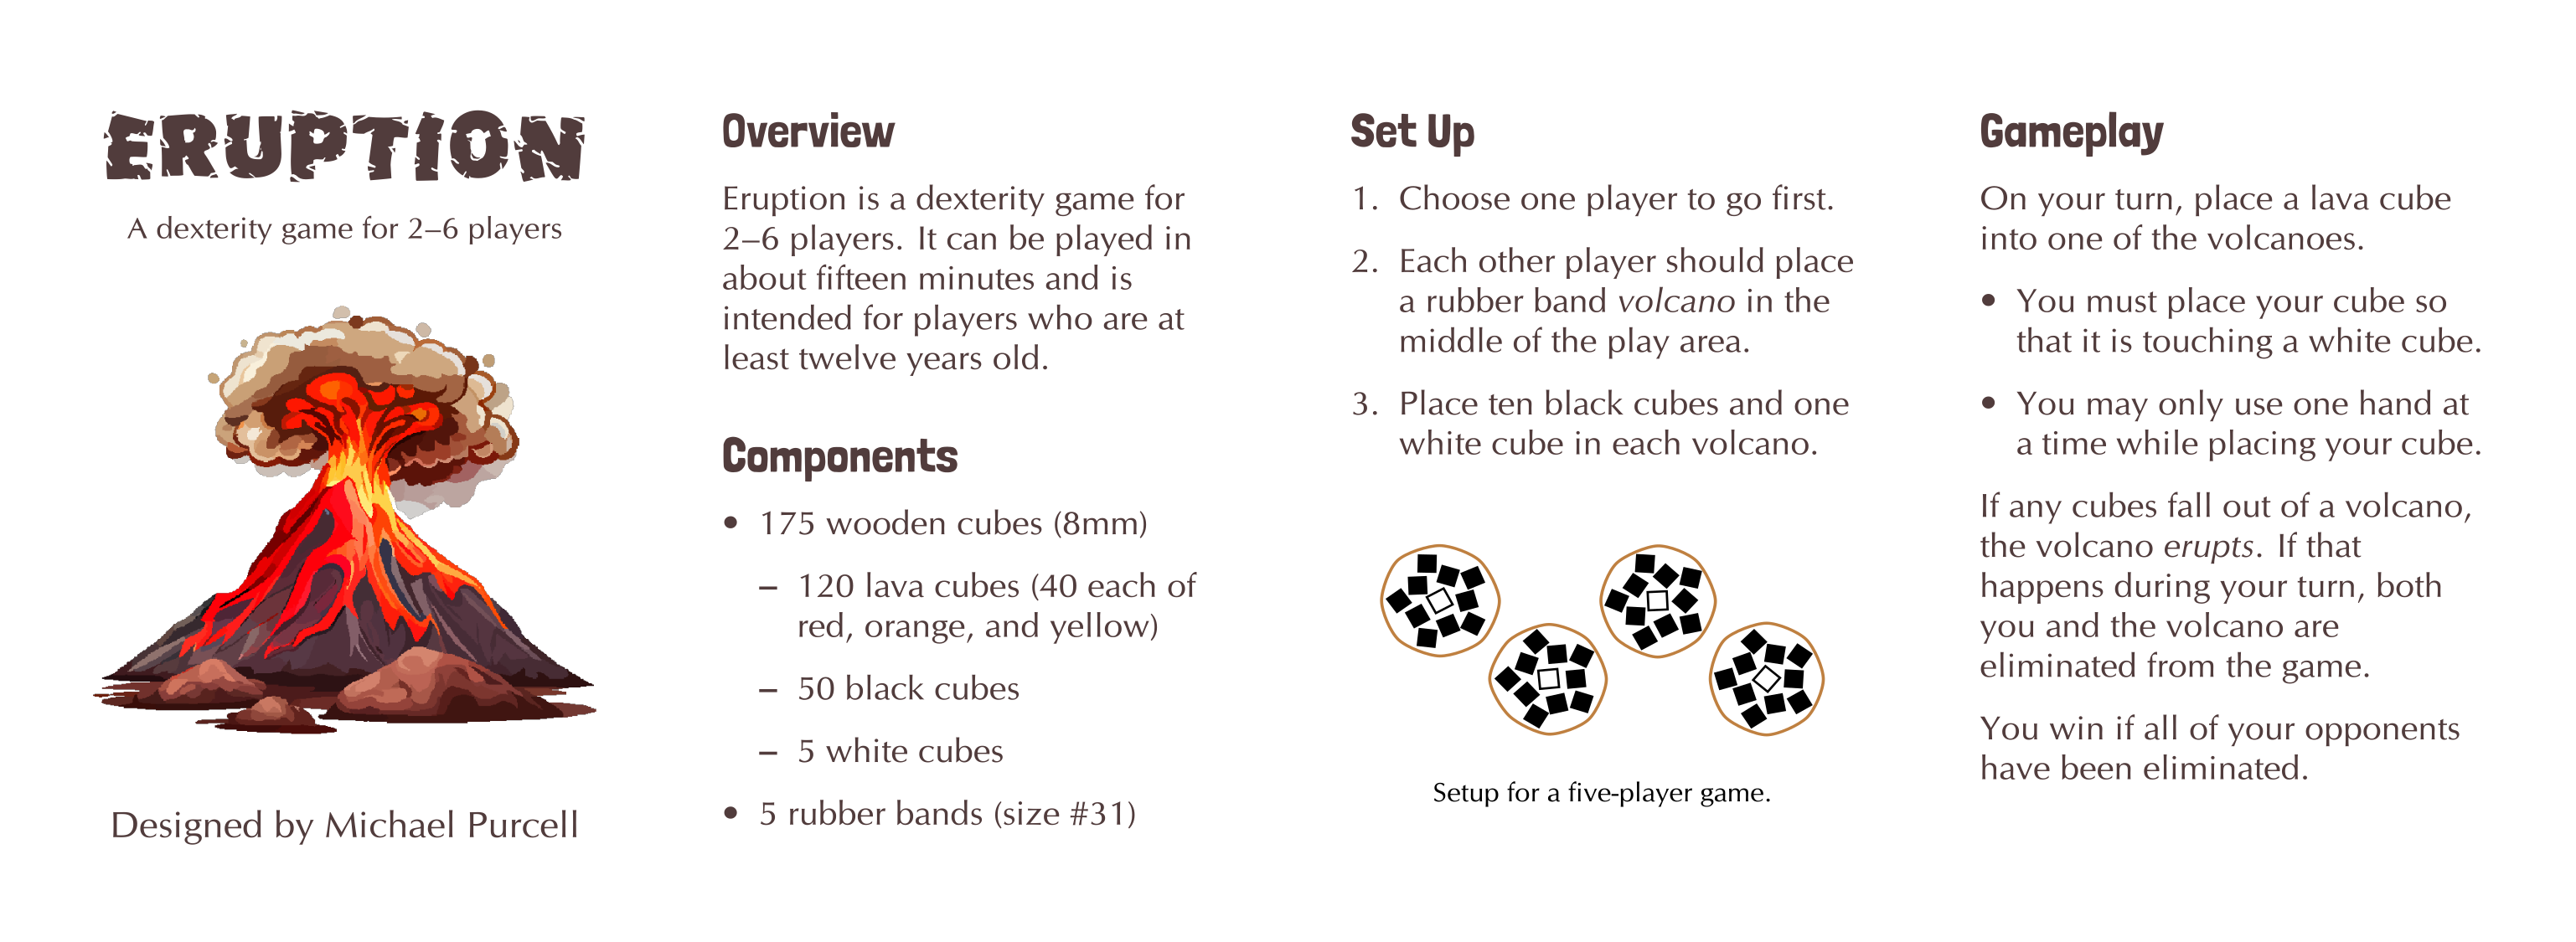 ERUPTION
A dexterity game for 2–6 players
Designed by Michael Purcell
Overview
Eruption is a dexterity game for
2–6 players. It can be played in
about fifteen minutes and is
intended for players who are at
least twelve years old.
Components
• 175 wooden cubes (8mm)
– 120 lava cubes (40 each of
red, orange, and yellow)
– 50 black cubes
– 5 white cubes
• 5 rubber bands (size #31)
Set Up
1. Choose one player to go first.
2. Each other player should place
a rubber band volcano in the
middle of the play area.
3. Place ten black cubes and one
white cube in each volcano.
Setup for a five-player game.
Gameplay
On your turn, place a lava cube
into one of the volcanoes.
• You must place your cube so
that it is touching a white cube.
• You may only use one hand at
a time while placing your cube.
If any cubes fall out of a volcano,
the volcano erupts. If that
happens during your turn, both
you and the volcano are
eliminated from the game.
You win if all of your opponents
have been eliminated.